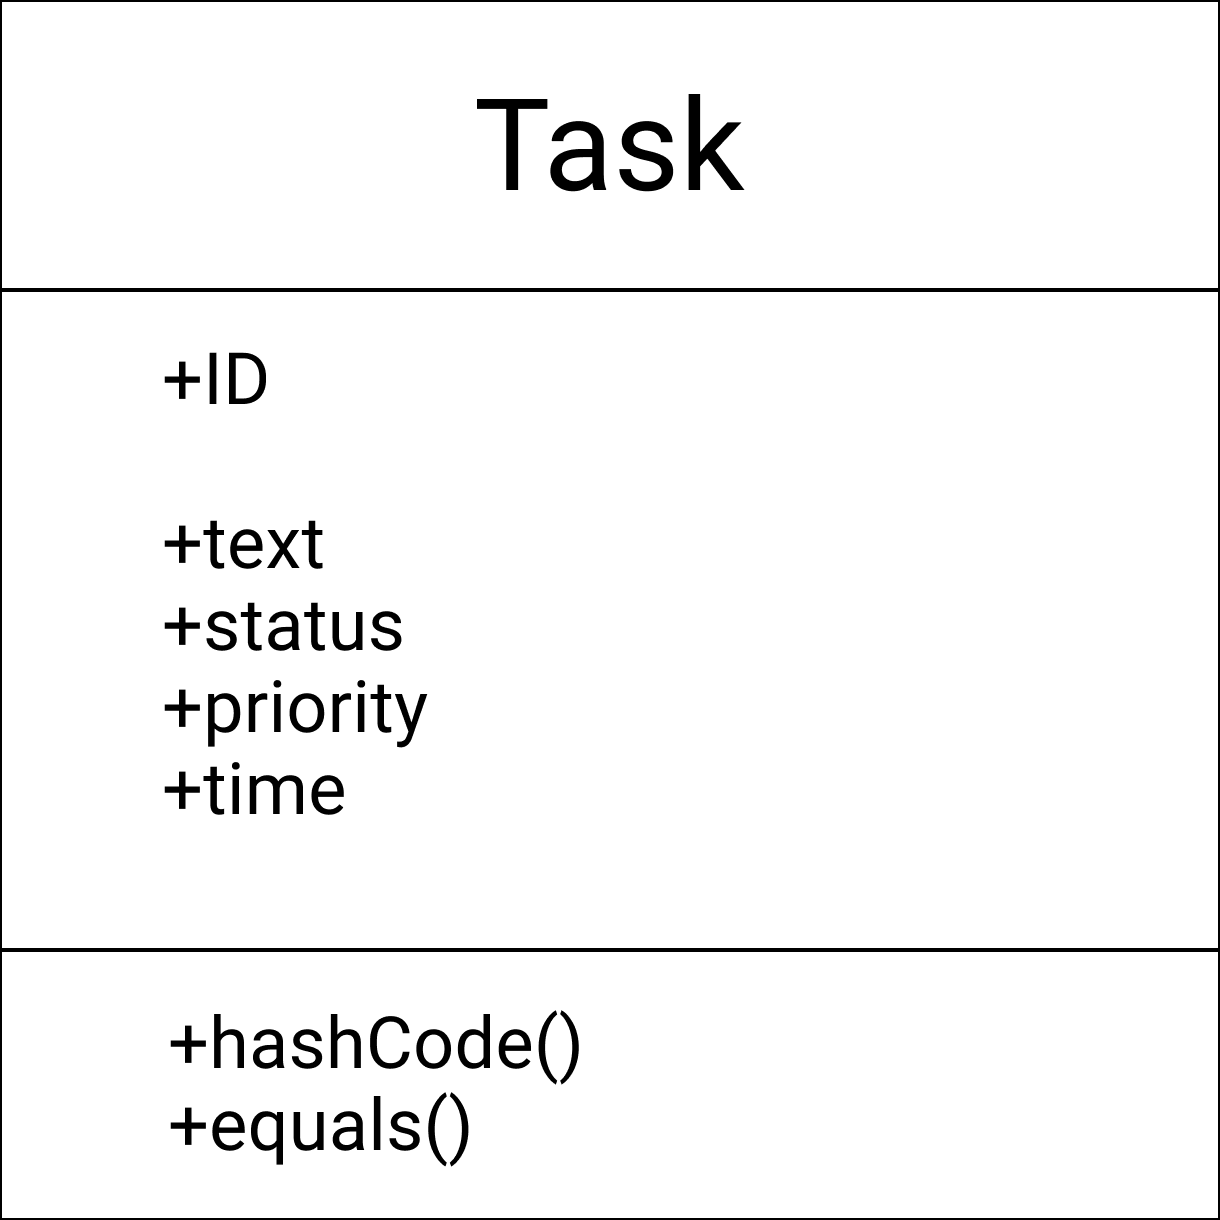 Task
+ID
+text
+status
+priority
+time
+hashCode()
+equals()